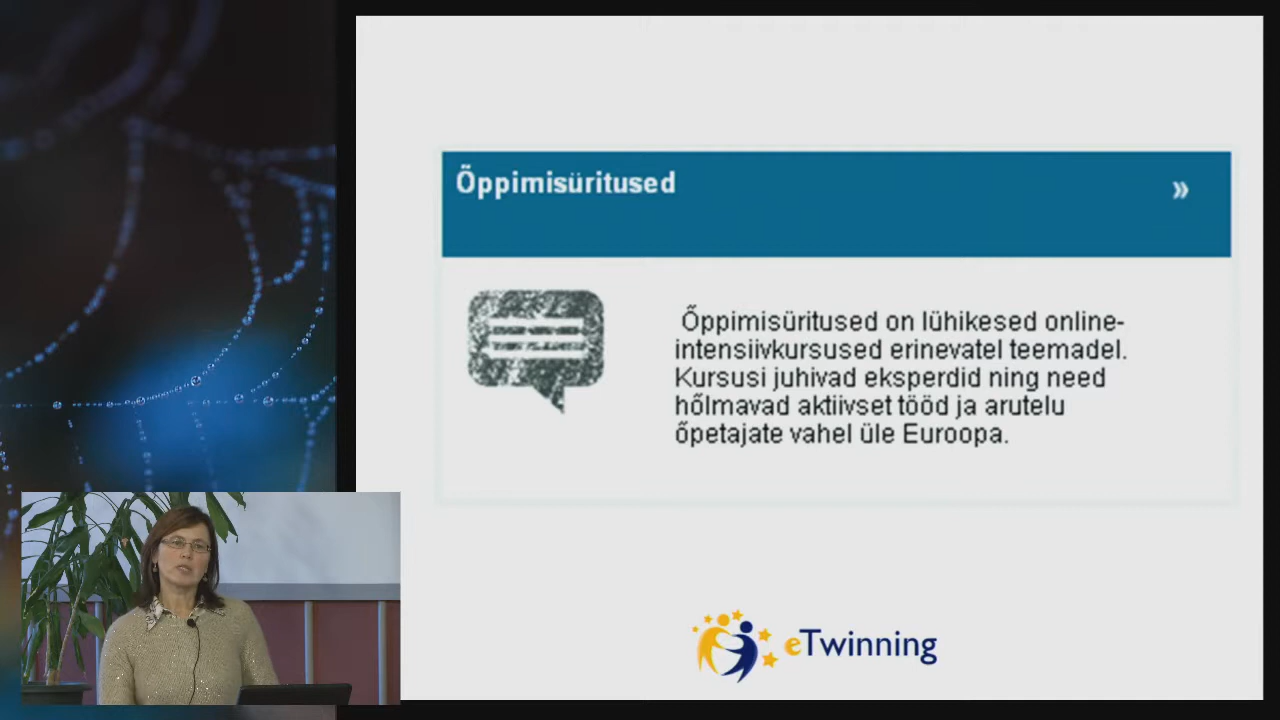 Õppimisüritused
»
Õppimisüritused on lühikesed online-
intensiivkursused erinevatel teemadel.
Kursusi juhivad eksperdid ning need
hõlmavad aktiivset tööd ja arutelu
õpetajate vahel üle Euroopa.
eTwinning